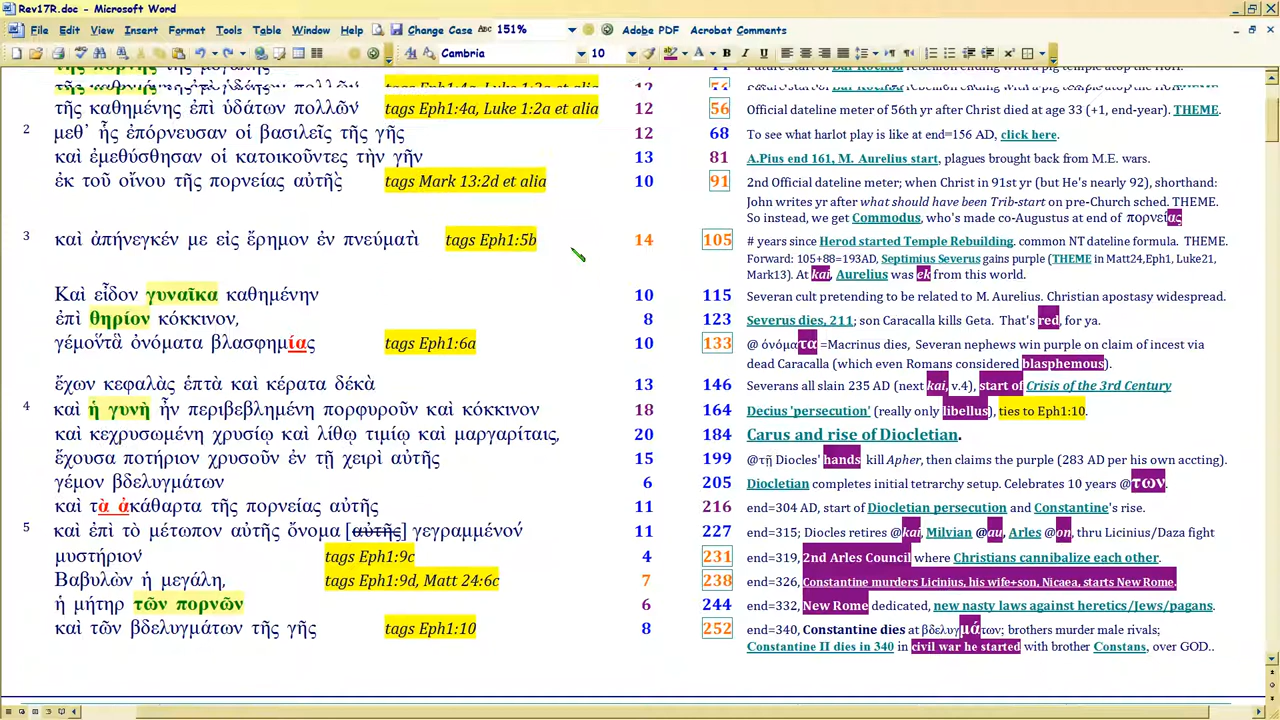 Rev17R.doc - Microsoft Word
File Edit View Insert Format Tools Table Window Help Change Case 151% Adobe PDF Acrobat Comments
Cambria 10
τῆς πορνῆς τῆς μεγάλης
τῆς καθημένης ἐπὶ ὑδάτων πολλῶν tags Eph1:4a, Luke 1:2a et alia 12 56 Official dateline meter of 56th yr after Christ died at age 33 (+1, end-year). THEME.
2 μεθ’ ἧς ἐπόρνευσαν οἱ βασιλεῖς τῆς γῆς 12 68 To see what harlot play is like at end=156 AD, click here.
καὶ ἐμεθύσθησαν οἱ κατοικοῦντες τὴν γῆν 13 81 A.Pius end 161, M. Aurelius start, plagues brought back from M.E. wars.
ἐκ τοῦ οἴνου τῆς πορνείας αὐτῆς tags Mark 13:2d et alia 10 91 2nd Official dateline meter; when Christ in 91st yr (but He's nearly 92), shorthand:
John writes yr after what should have been Trib-start on pre-Church sched. THEME.
So instead, we get Commodus, who's made co-Augustus at end of πορνείας
3 καὶ ἀπήνεγκέν με εἰς ἔρημον ἐν πνεύματὶ tags Eph1:5b 14 105 # years since Herod started Temple Rebuilding. common NT dateline formula. THEME.
Forward: 105+88=193AD, Septimius Severus gains purple (THEME in Matt24,Eph1, Luke21,
Mark13). At kai, Aurelius was ek from this world.
Καὶ εἶδον γυναῖκα καθημένην 10 115 Severan cult pretending to be related to M. Aurelius. Christian apostasy widespread.
ἐπὶ θηρίον κόκκινον, 8 123 Severus dies, 211; son Caracalla kills Geta. That's red, for ya.
γέμοντα ὀνόματα βλασφημίας tags Eph1:6a 10 133 @ όνόματα =Macrinus dies, Severan nephews win purple on claim of incest via
dead Caracalla (which even Romans considered blasphemous).
ἔχων κεφαλὰς ἑπτὰ καὶ κέρατα δέκὰ 13 146 Severans all slain 235 AD (next kai, v.4), start of Crisis of the 3rd Century
4 καὶ ἡ γυνὴ ἦν περιβεβλημένη πορφυροῦν καὶ κόκκινον 18 164 Decius 'persecution' (really only libellus), ties to Eph1:10.
καὶ κεχρυσωμένη χρυσίῳ καὶ λίθῳ τιμίῳ καὶ μαργαρίταις, 20 184 Carus and rise of Diocletian.
ἔχουσα ποτήριον χρυσοῦν ἐν τῇ χειρὶ αὐτῆς 15 199 @τῇ Diocles' hands kill Apher, then claims the purple (283 AD per his own accting).
γέμον βδελυγμάτων 6 205 Diocletian completes initial tetrarchy setup. Celebrates 10 years @των.
καὶ τὰ ἀκάθαρτα τῆς πορνείας αὐτῆς 11 216 end=304 AD, start of Diocletian persecution and Constantine's rise.
5 καὶ ἐπὶ τὸ μέτωπον αὐτῆς ὄνομα [αὐτῆς] γεγραμμένον 11 227 end=315; Diocles retires @kai, Milvian @au, Arles @on, thru Licinius/Daza fight
μυστήριον tags Eph1:9c 4 231 end=319, 2nd Arles Council where Christians cannibalize each other.
Βαβυλὼν ἡ μεγάλη, tags Eph1:9d, Matt 24:6c 7 238 end=326, Constantine murders Licinius, his wife+son, Nicaea, starts New Rome.
ἡ μήτηρ τῶν πορνῶν 6 244 end=332, New Rome dedicated, new nasty laws against heretics/Jews/pagans.
καὶ τῶν βδελυγμάτων τῆς γῆς tags Eph1:10 8 252 end=340, Constantine dies at βδελυγμάτων; brothers murder male rivals;
Constantine II dies in 340 in civil war he started with brother Constans, over GOD..